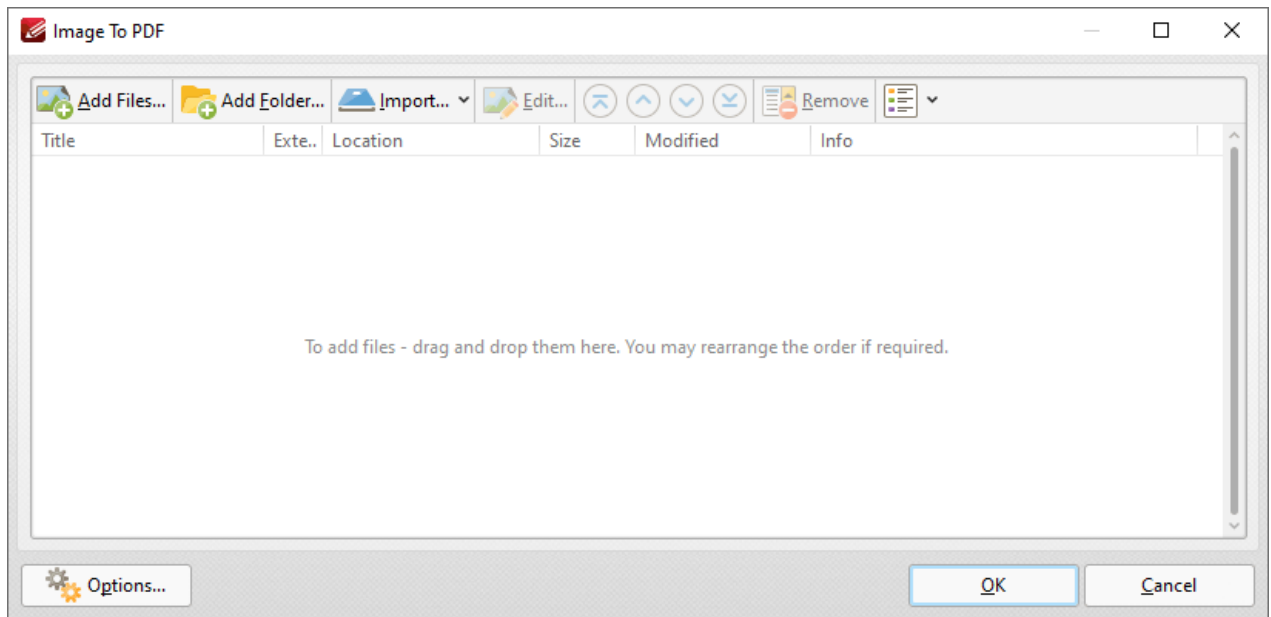 Image To PDF
Add Files... Add Folder... Import... Edit... Remove
Title Exte.. Location Size Modified Info
To add files - drag and drop them here. You may rearrange the order if required.
Options... OK Cancel